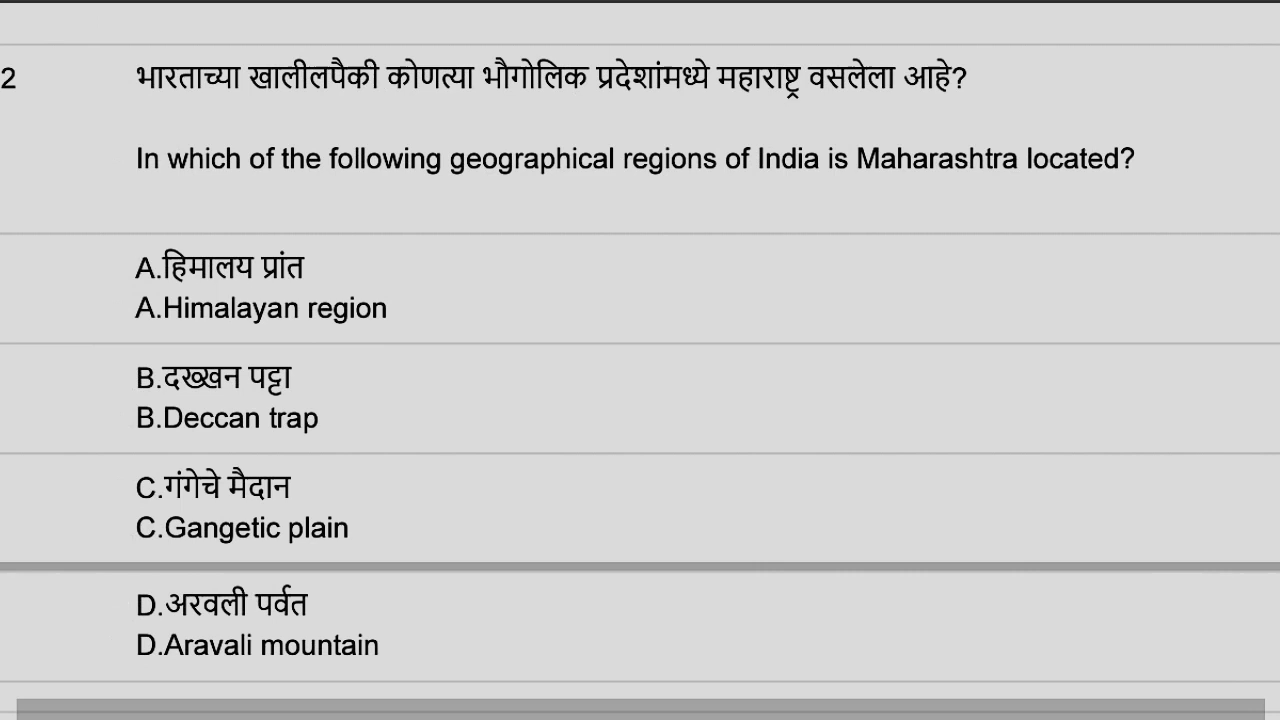 2 भारताच्या खालीलपैकी कोणत्या भौगोलिक प्रदेशांमध्ये महाराष्ट्र वसलेला आहे?
In which of the following geographical regions of India is Maharashtra located?
A.हिमालय प्रांत
A.Himalayan region
B.दख्खन पट्टा
B.Deccan trap
C.गंगेचे मैदान
C.Gangetic plain
D.अरवली पर्वत
D.Aravali mountain